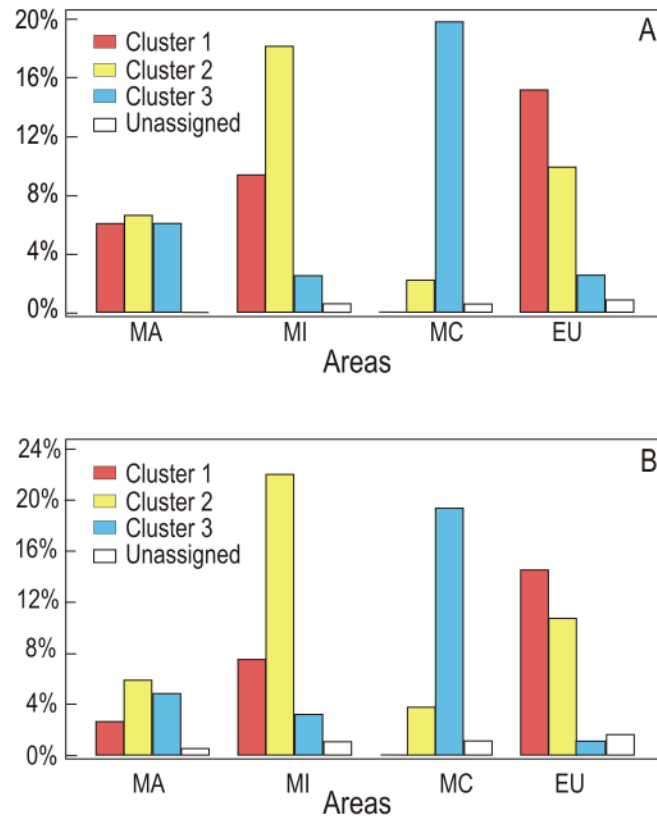 20%
A
Cluster 1
Cluster 2
16%
Cluster 3
Unassigned
12%
8%
4%
0%
MA MI MC EU
Areas
24%
B
Cluster 1
20%
Cluster 2
Cluster 3
16%
Unassigned
12%
8%
4%
0%
MA MI MC EU
Areas